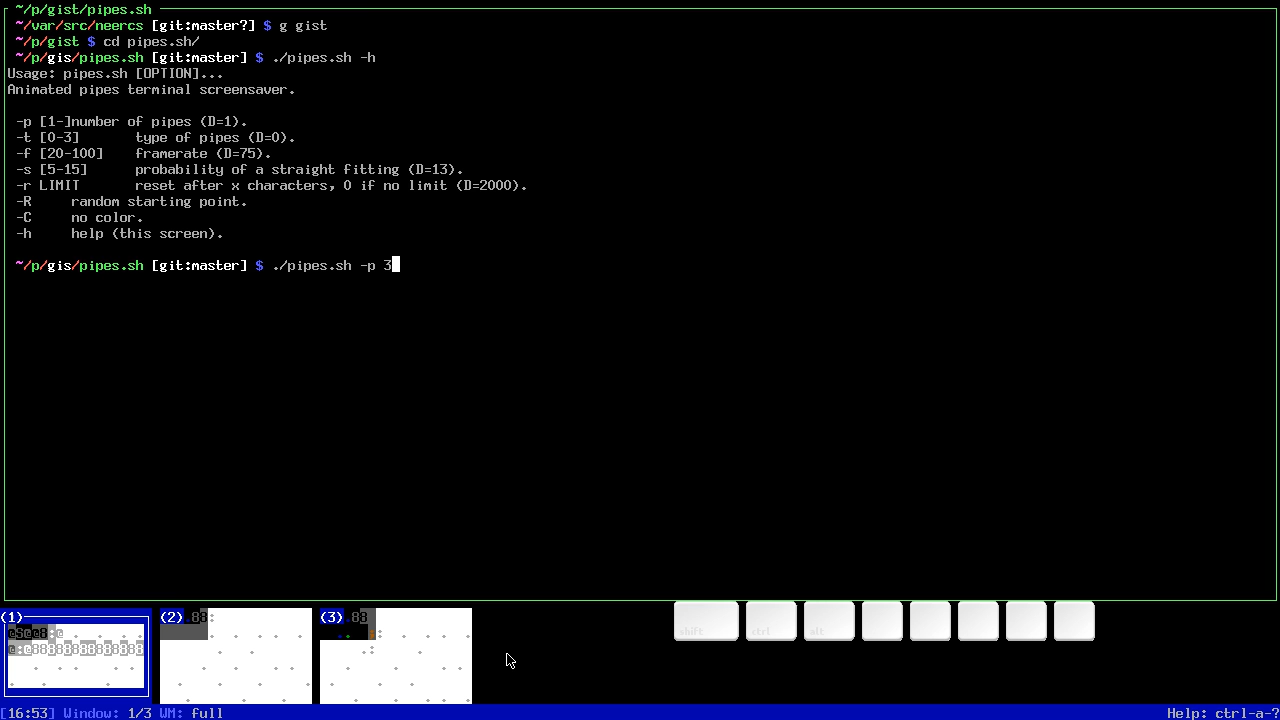 ~/p/gist/pipes.sh
~/var/src/neercs [git:master?] $ g gist
~/p/gist $ cd pipes.sh/
~/p/gis/pipes.sh [git:master] $ ./pipes.sh -h
Usage: pipes.sh [OPTION]...
Animated pipes terminal screensaver.
-p [1-]number of pipes (D=1).
-t [0-3] type of pipes (D=0).
-f [20-100] framerate (D=75).
-s [5-15] probability of a straight fitting (D=13).
-r LIMIT reset after x characters, 0 if no limit (D=2000).
-R random starting point.
-C no color.
-h help (this screen).
~/p/gis/pipes.sh [git:master] $ ./pipes.sh -p 3
(1) (2) (3)
shift ctrl alt
[16:53] Window: 1/3 WM: full Help: ctrl-a-?